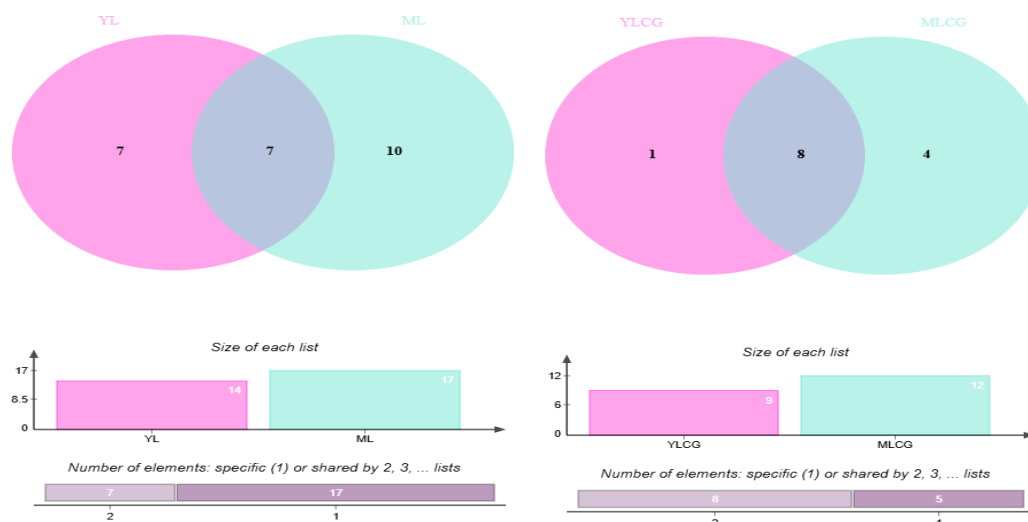 YL ML
7 7 10
Size of each list
17
8.5
0
14 17
YL ML
Number of elements: specific (1) or shared by 2, 3, ... lists
7 17
2 1
YLCG MLCG
1 8 4
Size of each list
12
6
0
9 12
YLCG MLCG
Number of elements: specific (1) or shared by 2, 3, ... lists
8 5